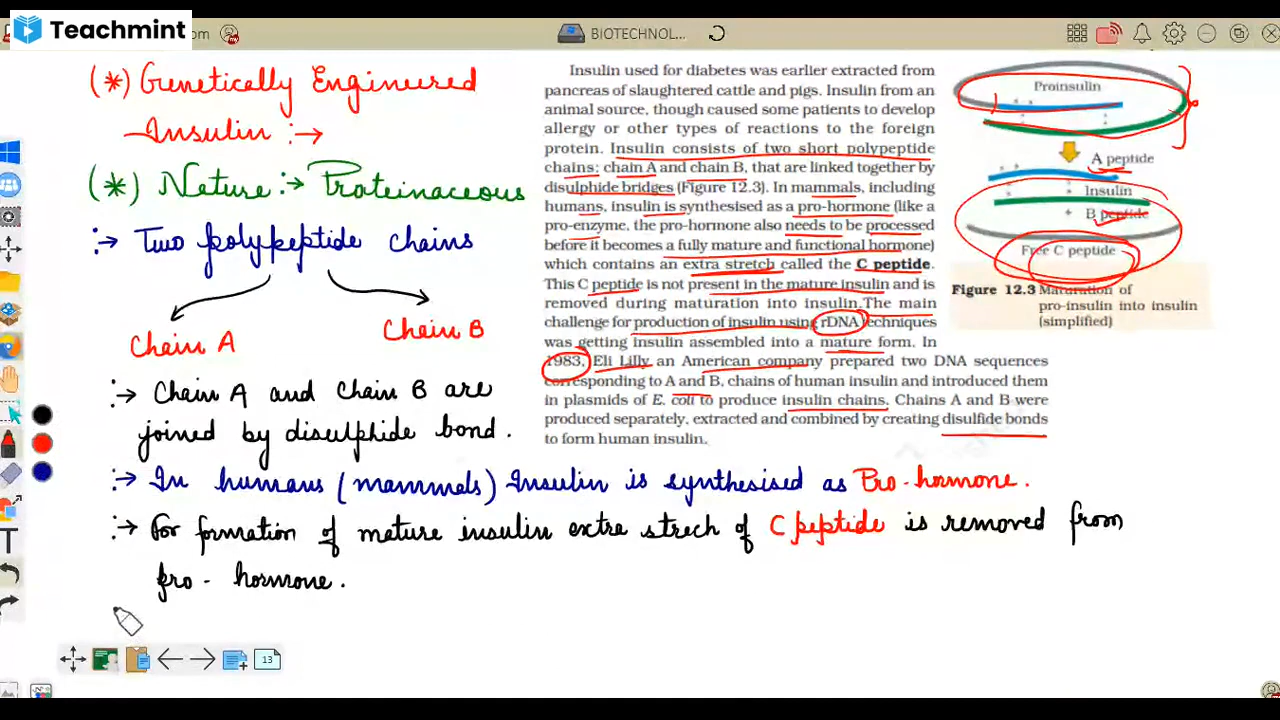 Teachmint
om
BIOTECHNOL...
(*) Genetically Engineered
Insulin :→
(*) Nature :→ Proteinaceous
:→ Two polypeptide chains
Chain A
Chain B
:→ Chain A and Chain B are
joined by disulphide bond.
Insulin used for diabetes was earlier extracted from
pancreas of slaughtered cattle and pigs. Insulin from an
animal source, though caused some patients to develop
allergy or other types of reactions to the foreign
protein. Insulin consists of two short polypeptide
chains: chain A and chain B, that are linked together by
disulphide bridges (Figure 12.3). In mammals, including
humans, insulin is synthesised as a pro-hormone (like a
pro-enzyme, the pro-hormone also needs to be processed
before it becomes a fully mature and functional hormone)
which contains an extra stretch called the C peptide.
This C peptide is not present in the mature insulin and is
removed during maturation into insulin.The main
challenge for production of insulin using rDNA techniques
was getting insulin assembled into a mature form. In
1983, Eli Lilly an American company prepared two DNA sequences
corresponding to A and B, chains of human insulin and introduced them
in plasmids of E. coli to produce insulin chains. Chains A and B were
produced separately, extracted and combined by creating disulfide bonds
to form human insulin.
Proinsulin
A peptide
Insulin
+ B peptide
Free C peptide
Figure 12.3 Maturation of
pro-insulin into insulin
(simplified)
:→ In humans (mammals) Insulin is synthesised as Pro-hormone.
:→ For formation of mature insulin extre strech of C peptide is removed from
pro - hormone.
T
13